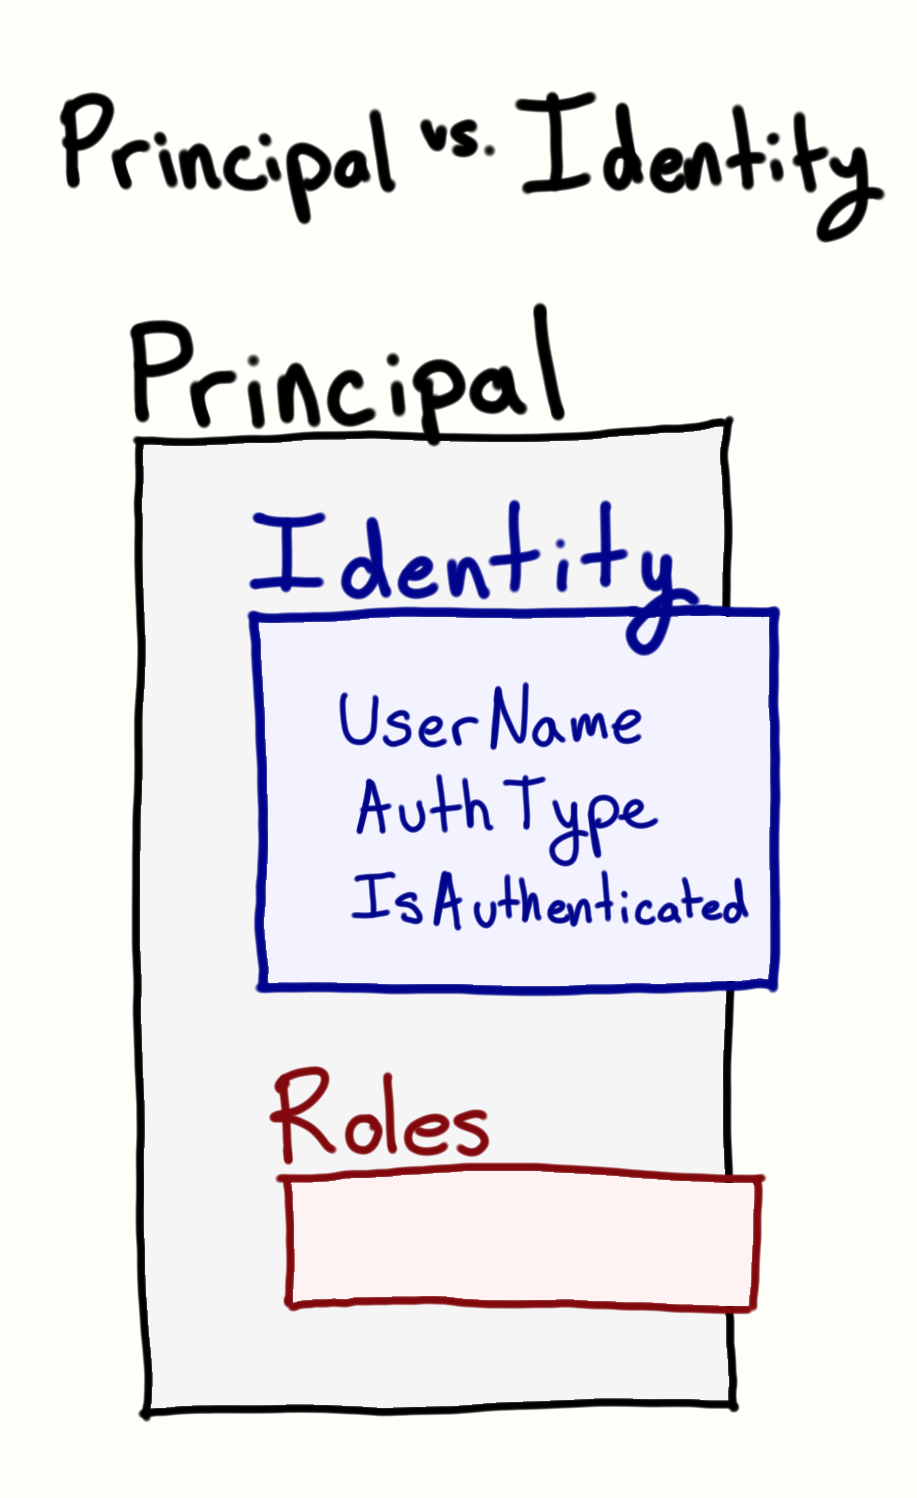 Principal vs. Identity
Principal
Identity
UserName
AuthType
IsAuthenticated
Roles